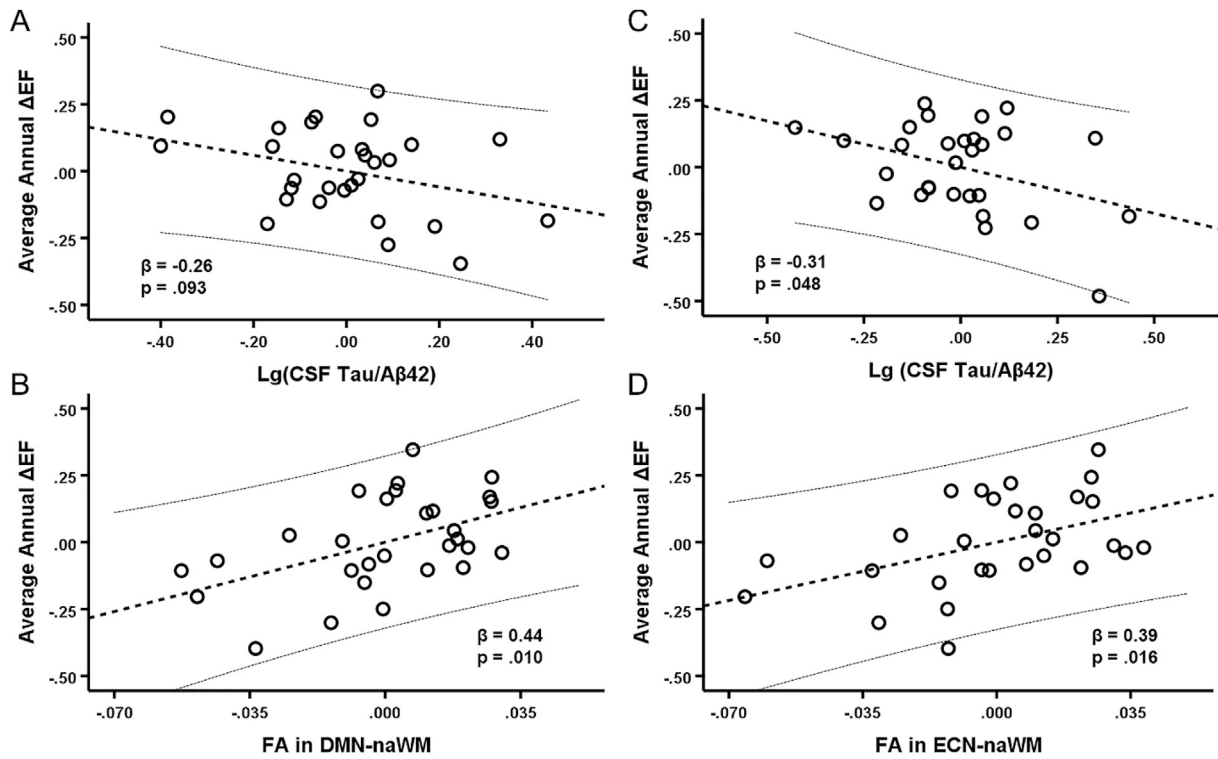 A
.50
.25
.00
-.25
-.50
Average Annual ΔEF
β = -0.26
p = .093
-.40
-.20
.00
.20
.40
Lg(CSF Tau/Aβ42)
C
.50
.25
.00
-.25
-.50
Average Annual ΔEF
β = -0.31
p = .048
-.50
-.25
.00
.25
.50
Lg (CSF Tau/Aβ42)
B
.50
.25
.00
-.25
-.50
Average Annual ΔEF
β = 0.44
p = .010
-.070
-.035
.000
.035
FA in DMN-naWM
D
.50
.25
.00
-.25
-.50
Average Annual ΔEF
β = 0.39
p = .016
-.070
-.035
.000
.035
FA in ECN-naWM